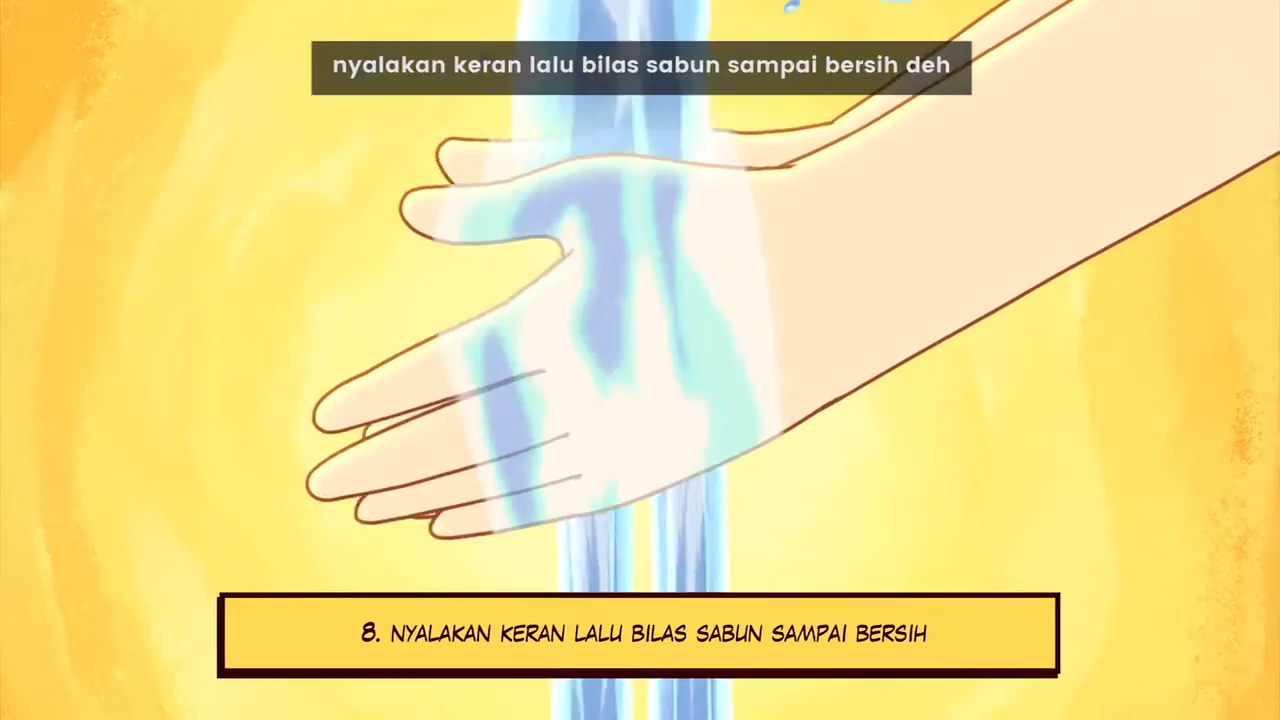 nyalakan keran lalu bilas sabun sampai bersih deh
8. NYALAKAN KERAN LALU BILAS SABUN SAMPAI BERSIH